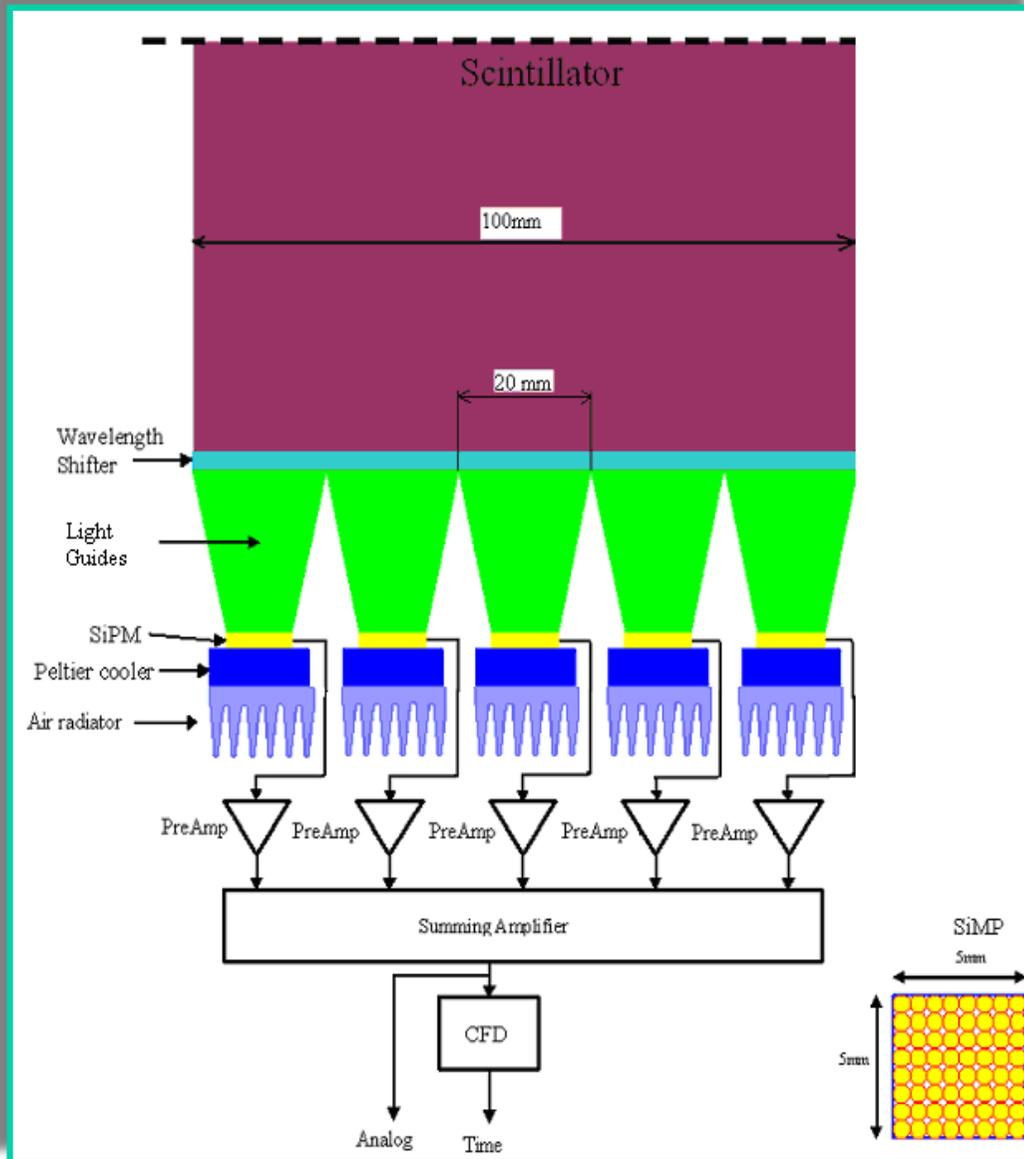 Scintillator
100mm
20 mm
Wavelength
Shifter
Light
Guides
SiPM
Peltier cooler
Air radiator
PreAmp PreAmp PreAmp PreAmp PreAmp
Summing Amplifier
SiMP
5mm
CFD
5mm
Analog
Time